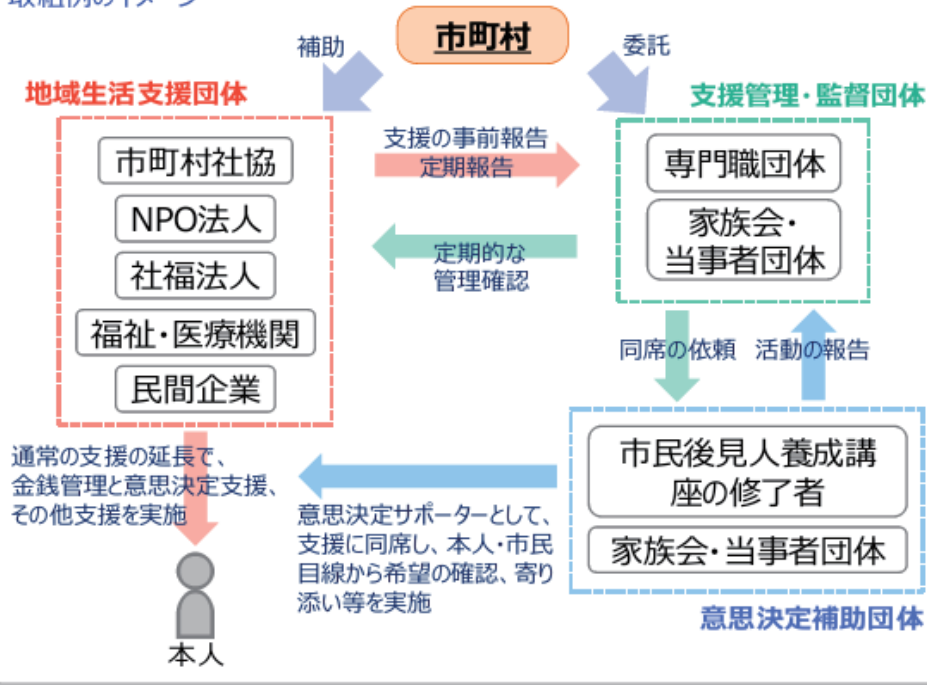 取組例のイメージ
市町村
補助
委託
地域生活支援団体
支援管理・監督団体
市町村社協
NPO法人
社福法人
福祉・医療機関
民間企業
支援の事前報告
定期報告
定期的な
管理確認
専門職団体
家族会・
当事者団体
同席の依頼
活動の報告
通常の支援の延長で、
金銭管理と意思決定支援、
その他支援を実施
意思決定サポーターとして、
支援に同席し、本人・市民
目線から希望の確認、寄り
添い等を実施
市民後見人養成講
座の修了者
家族会・当事者団体
意思決定補助団体
本人